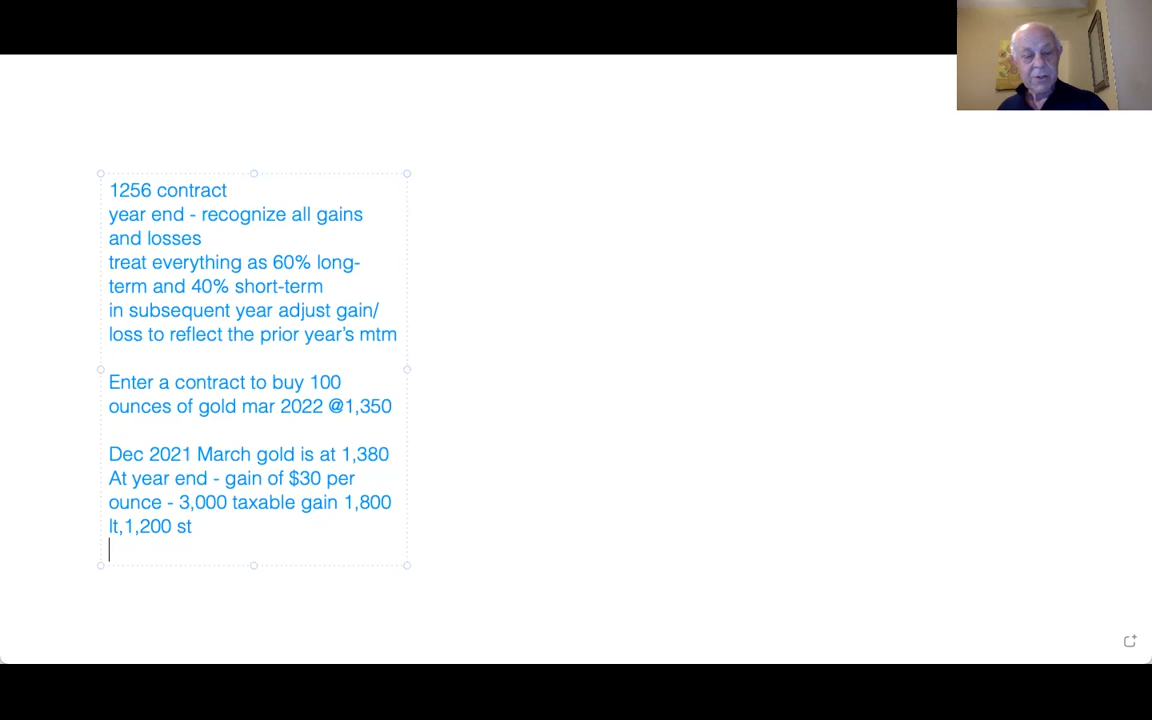 1256 contract
year end - recognize all gains
and losses
treat everything as 60% long-
term and 40% short-term
in subsequent year adjust gain/
loss to reflect the prior year's mtm
Enter a contract to buy 100
ounces of gold mar 2022 @1,350
Dec 2021 March gold is at 1,380
At year end - gain of $30 per
ounce - 3,000 taxable gain 1,800
lt,1,200 st